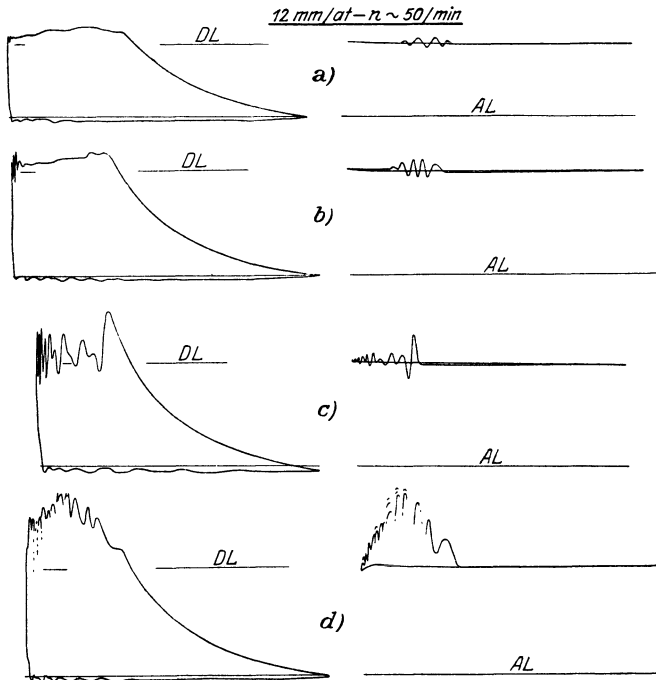 12 mm/at – n ~ 50/min
DL
a)
AL
DL
b)
AL
DL
c)
AL
DL
d)
AL